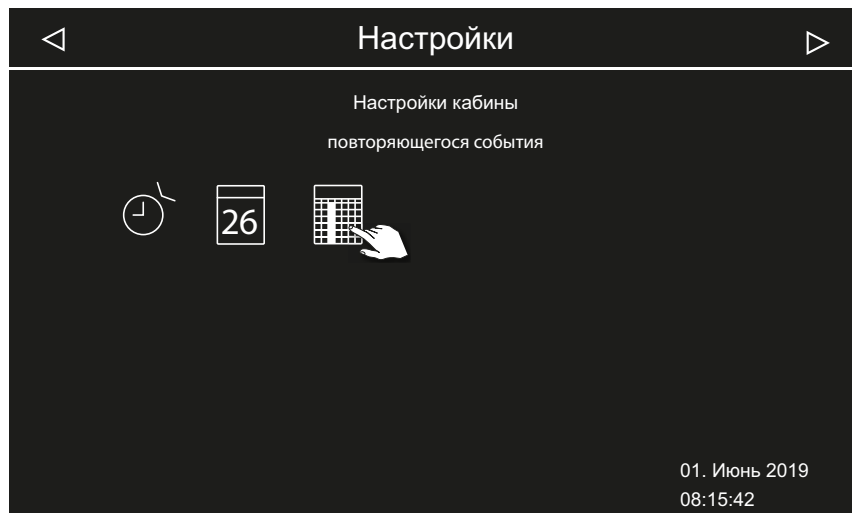 Настройки
Настройки кабины
повторяющегося события
26
01. Июнь 2019
08:15:42